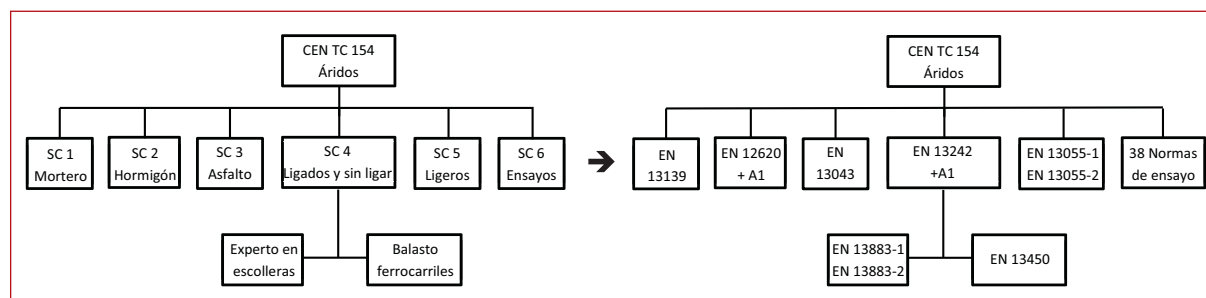 CEN TC 154
Áridos
SC 1
Mortero
SC 2
Hormigón
SC 3
Asfalto
SC 4
Ligados y sin ligar
SC 5
Ligeros
SC 6
Ensayos
Experto en
escolleras
Balasto
ferrocarriles
CEN TC 154
Áridos
EN
13139
EN 12620
+ A1
EN
13043
EN 13242
+A1
EN 13055-1
EN 13055-2
38 Normas
de ensayo
EN 13883-1
EN 13883-2
EN 13450